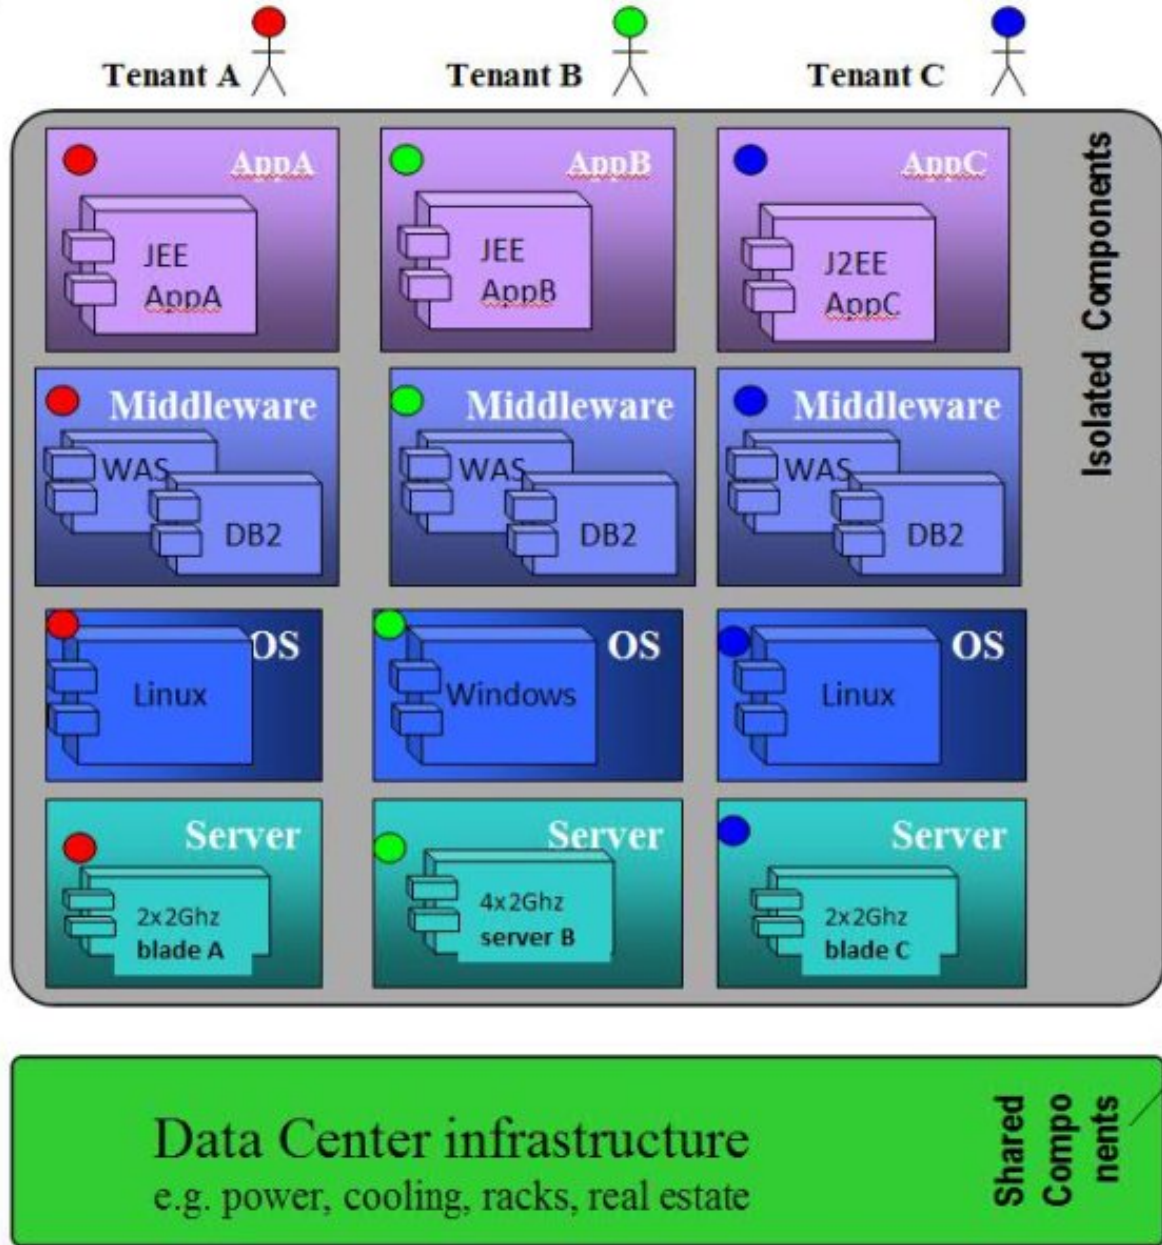 Tenant A
Tenant B
Tenant C
AppA
AppB
AppC
JEE
AppA
JEE
AppB
J2EE
AppC
Isolated Components
Middleware
Middleware
Middleware
WAS
DB2
WAS
DB2
WAS
DB2
OS
OS
OS
Linux
Windows
Linux
Server
Server
Server
2x2Ghz
blade A
4x2Ghz
server B
2x2Ghz
blade C
Data Center infrastructure
e.g. power, cooling, racks, real estate
Shared
Compo
nents